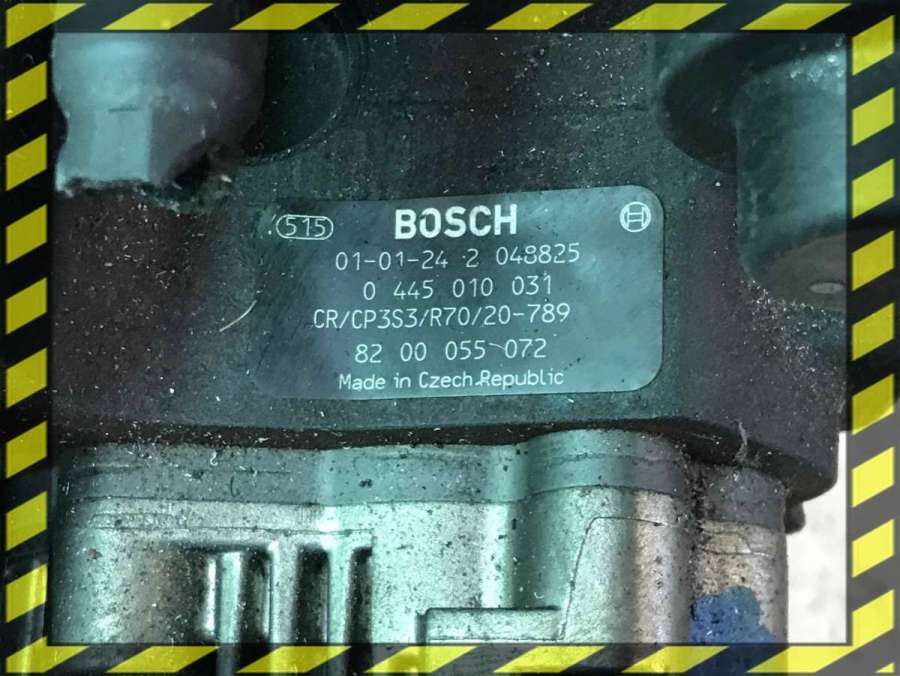 515 BOSCH
01-01-24 2 048825
0 445 010 031
CR/CP3S3/R70/20-789
82 00 055 072
Made in Czech Republic